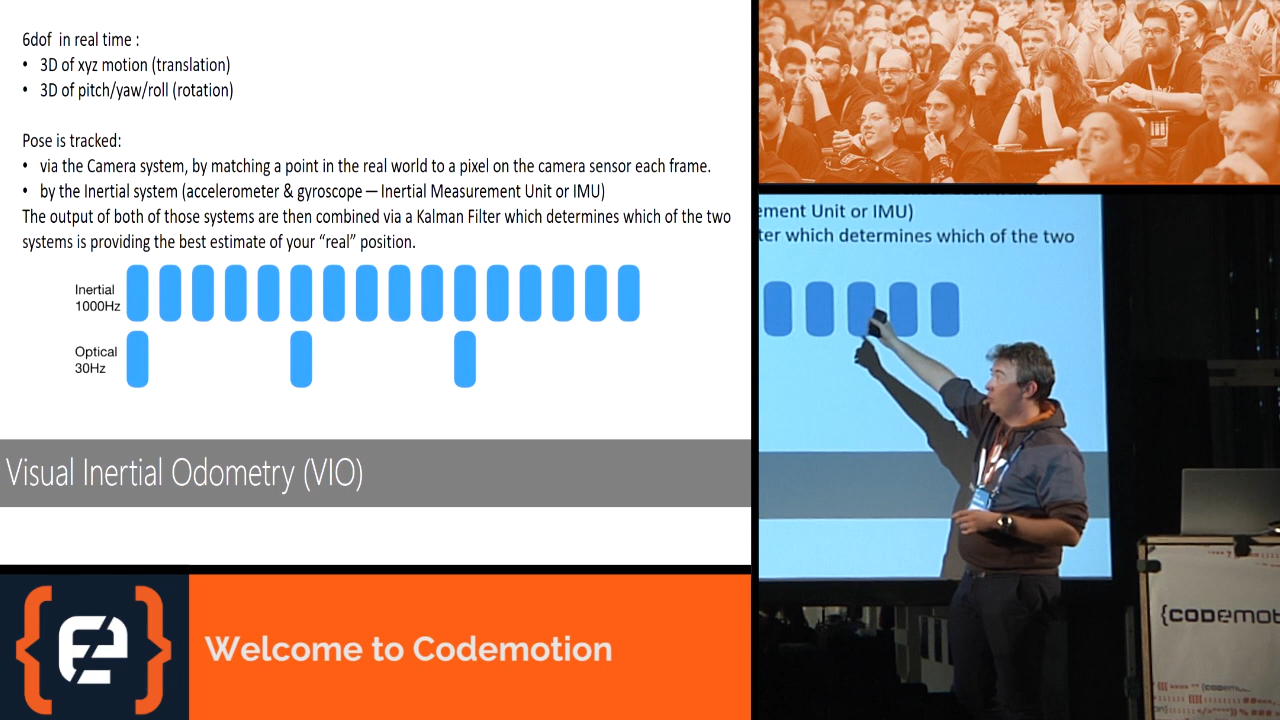 6dof in real time :
• 3D of xyz motion (translation)
• 3D of pitch/yaw/roll (rotation)
Pose is tracked:
• via the Camera system, by matching a point in the real world to a pixel on the camera sensor each frame.
• by the Inertial system (accelerometer & gyroscope — Inertial Measurement Unit or IMU)
The output of both of those systems are then combined via a Kalman Filter which determines which of the two
systems is providing the best estimate of your “real” position.
Inertial
1000Hz
Optical
30Hz
Visual Inertial Odometry (VIO)
Welcome to Codemotion
ement Unit or IMU)
ter which determines which of the two
{CODEMOT